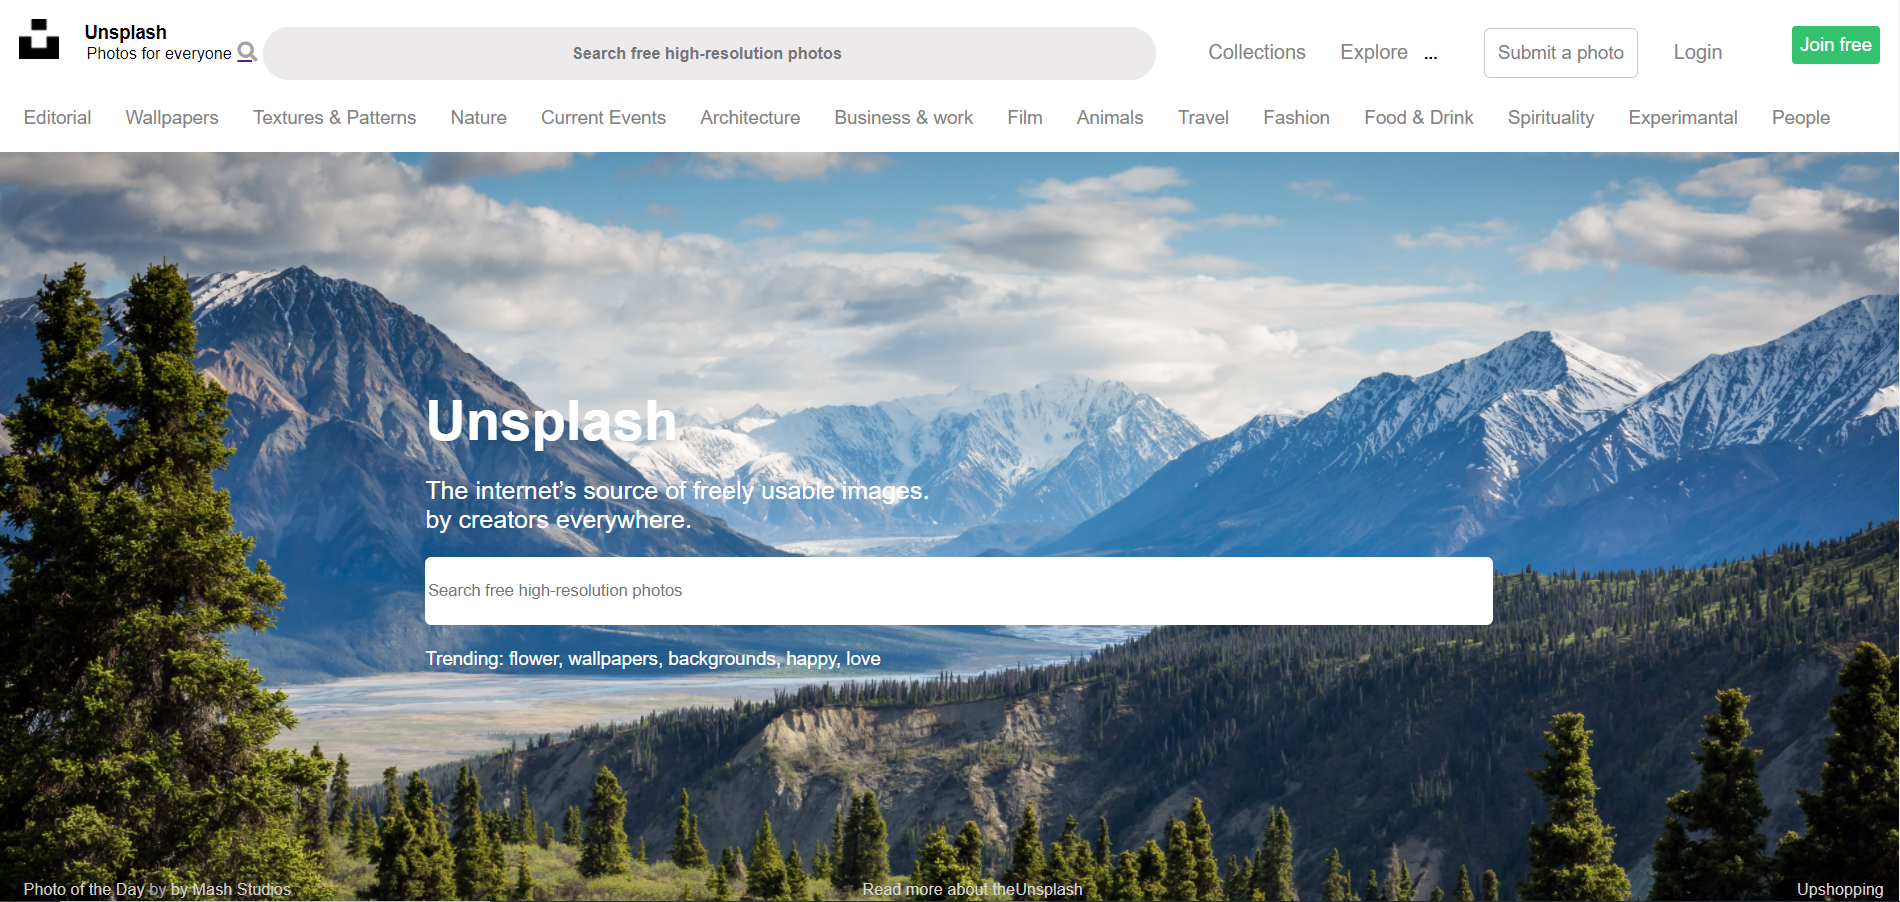 Unsplash
Photos for everyone
Search free high-resolution photos
Collections
Explore
...
Submit a photo
Login
Join free
Editorial
Wallpapers
Textures & Patterns
Nature
Current Events
Architecture
Business & work
Film
Animals
Travel
Fashion
Food & Drink
Spirituality
Experimantal
People
Unsplash
The internet’s source of freely usable images.
by creators everywhere.
Search free high-resolution photos
Trending: flower, wallpapers, backgrounds, happy, love
Photo of the Day by by Mash Studios
Read more about theUnsplash
Upshopping